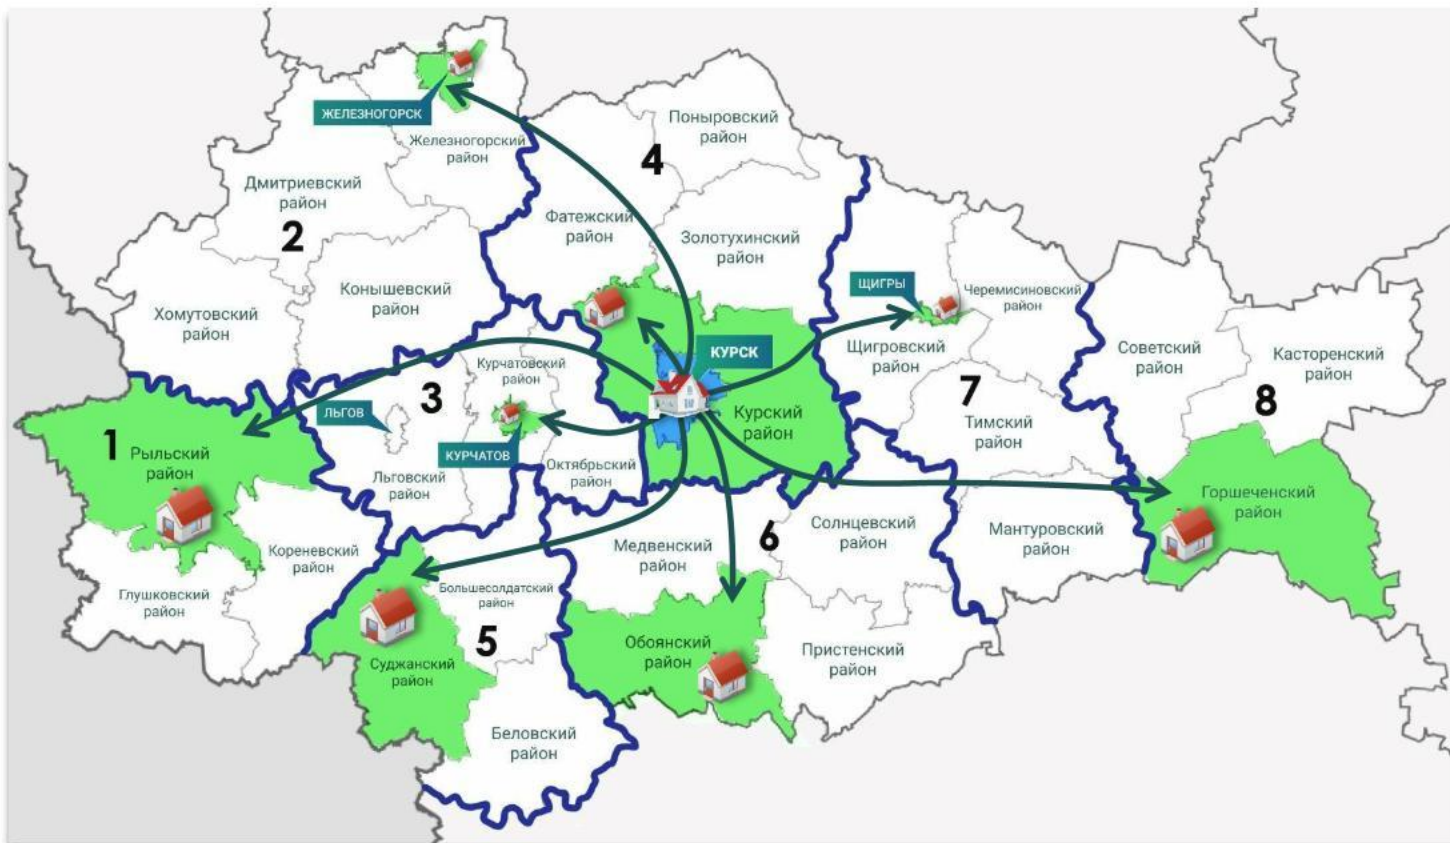 ЖЕЛЕЗНОГОРСК
Железногорский
район
Поныровский
район
4
Дмитриевский
район
2
Фатежский
район
Золотухинский
район
Хомутовский
район
Конышевский
район
ЩИГРЫ
Черемисиновский
район
Щигровский
район
Советский
район
Касторенский
район
КУРСК
Курчатовский
район
3
ЛЬГОВ
7
8
Курский
район
Тимский
район
1
Рыльский
район
КУРЧАТОВ
Льговский
район
Октябрьский
район
Горшеченский
район
Кореневский
район
Медвенский
район
6
Солнцевский
район
Мантуровский
район
Глушковский
район
Большесолдатский
район
5
Суджанский
район
Обоянский
район
Пристенский
район
Беловский
район